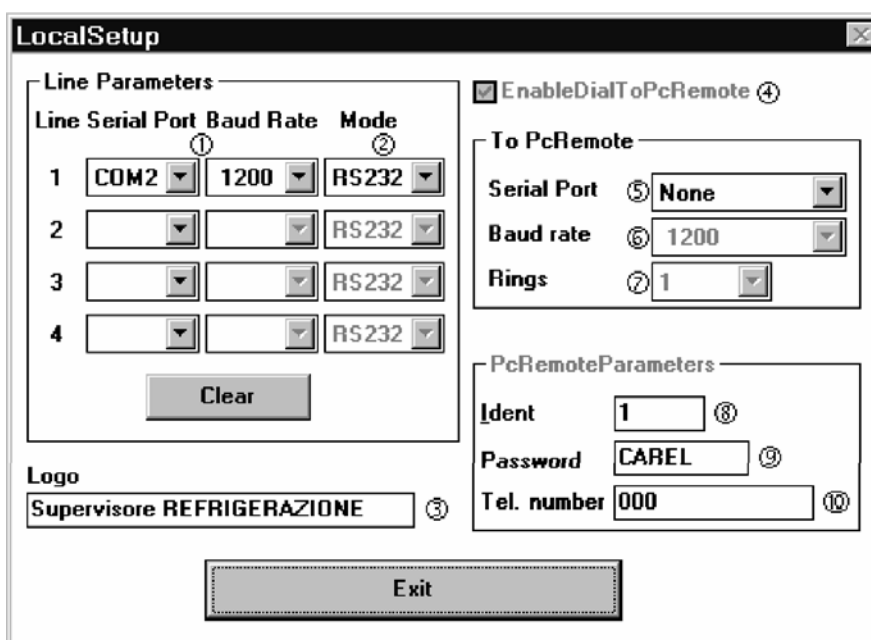 LocalSetup
Line Parameters
Line Serial Port Baud Rate Mode
① ②
1 COM2 1200 RS232
2 RS232
3 RS232
4 RS232
Clear
Logo
Supervisore REFRIGERAZIONE ③
EnableDialToPcRemote ④
To PcRemote
Serial Port ⑤ None
Baud rate ⑥ 1200
Rings ⑦ 1
PcRemoteParameters
Ident 1 ⑧
Password CAREL ⑨
Tel. number 000 ⑩
Exit